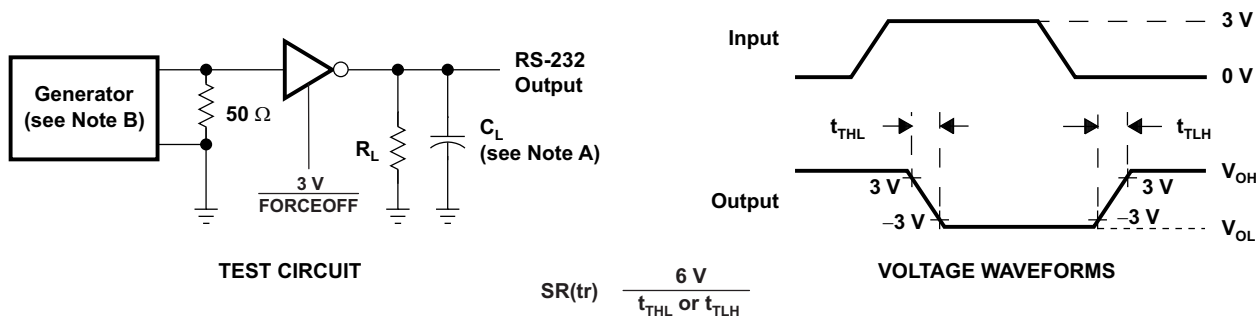 Generator
(see Note B)
50 Ω
3 V
FORCEOFF
R_L
C_L
(see Note A)
RS-232
Output
TEST CIRCUIT
Input
3 V
0 V
t_THL
t_TLH
Output
3 V
−3 V
3 V
−3 V
V_OH
V_OL
VOLTAGE WAVEFORMS
SR(tr) 6 V
t_THL or t_TLH